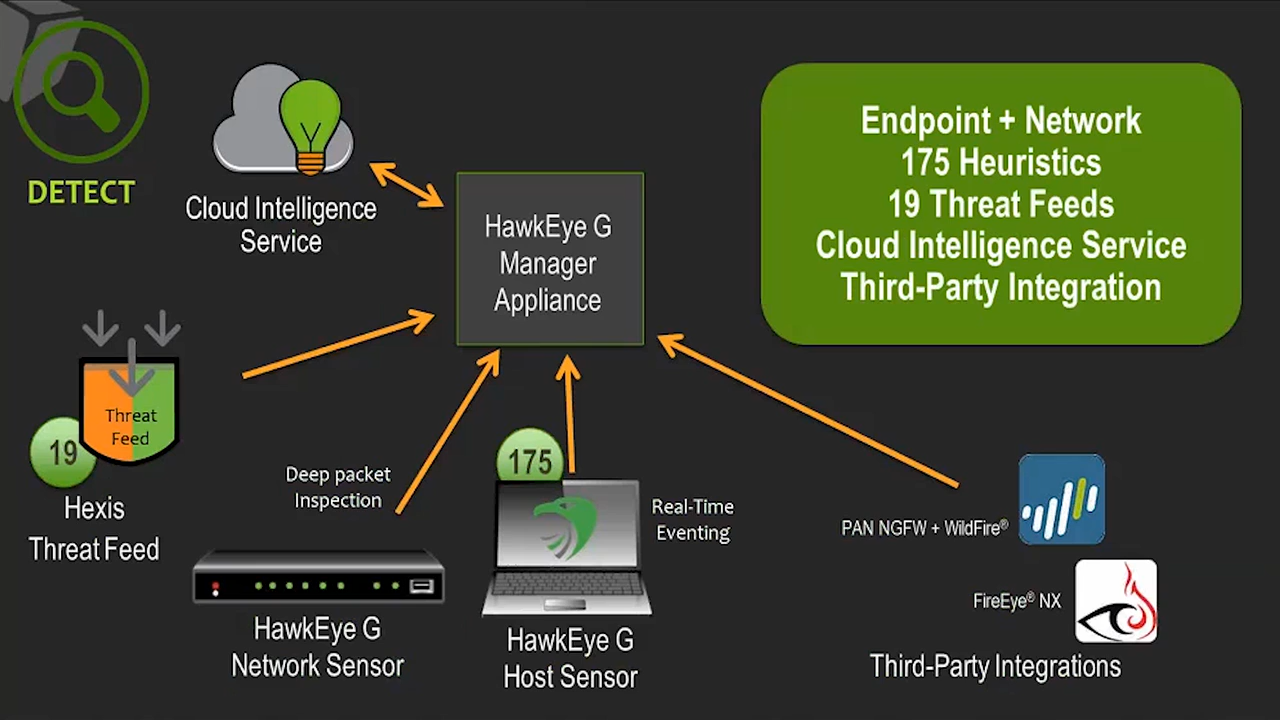 DETECT
Cloud Intelligence
Service
HawkEye G
Manager
Appliance
Endpoint + Network
175 Heuristics
19 Threat Feeds
Cloud Intelligence Service
Third-Party Integration
Threat
Feed
19
Hexis
Threat Feed
Deep packet
Inspection
HawkEye G
Network Sensor
175
Real-Time
Eventing
HawkEye G
Host Sensor
PAN NGFW + WildFire®
FireEye® NX
Third-Party Integrations